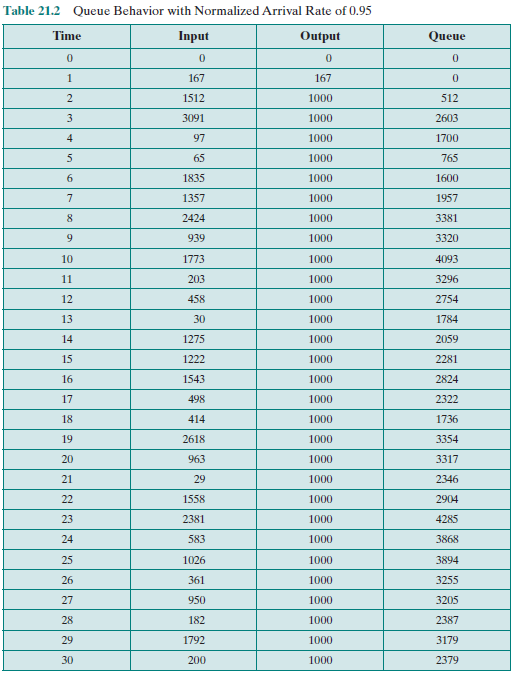 Table 21.2 Queue Behavior with Normalized Arrival Rate of 0.95
Time Input Output Queue
0 0 0 0
1 167 167 0
2 1512 1000 512
3 3091 1000 2603
4 97 1000 1700
5 65 1000 765
6 1835 1000 1600
7 1357 1000 1957
8 2424 1000 3381
9 939 1000 3320
10 1773 1000 4093
11 203 1000 3296
12 458 1000 2754
13 30 1000 1784
14 1275 1000 2059
15 1222 1000 2281
16 1543 1000 2824
17 498 1000 2322
18 414 1000 1736
19 2618 1000 3354
20 963 1000 3317
21 29 1000 2346
22 1558 1000 2904
23 2381 1000 4285
24 583 1000 3868
25 1026 1000 3894
26 361 1000 3255
27 950 1000 3205
28 182 1000 2387
29 1792 1000 3179
30 200 1000 2379